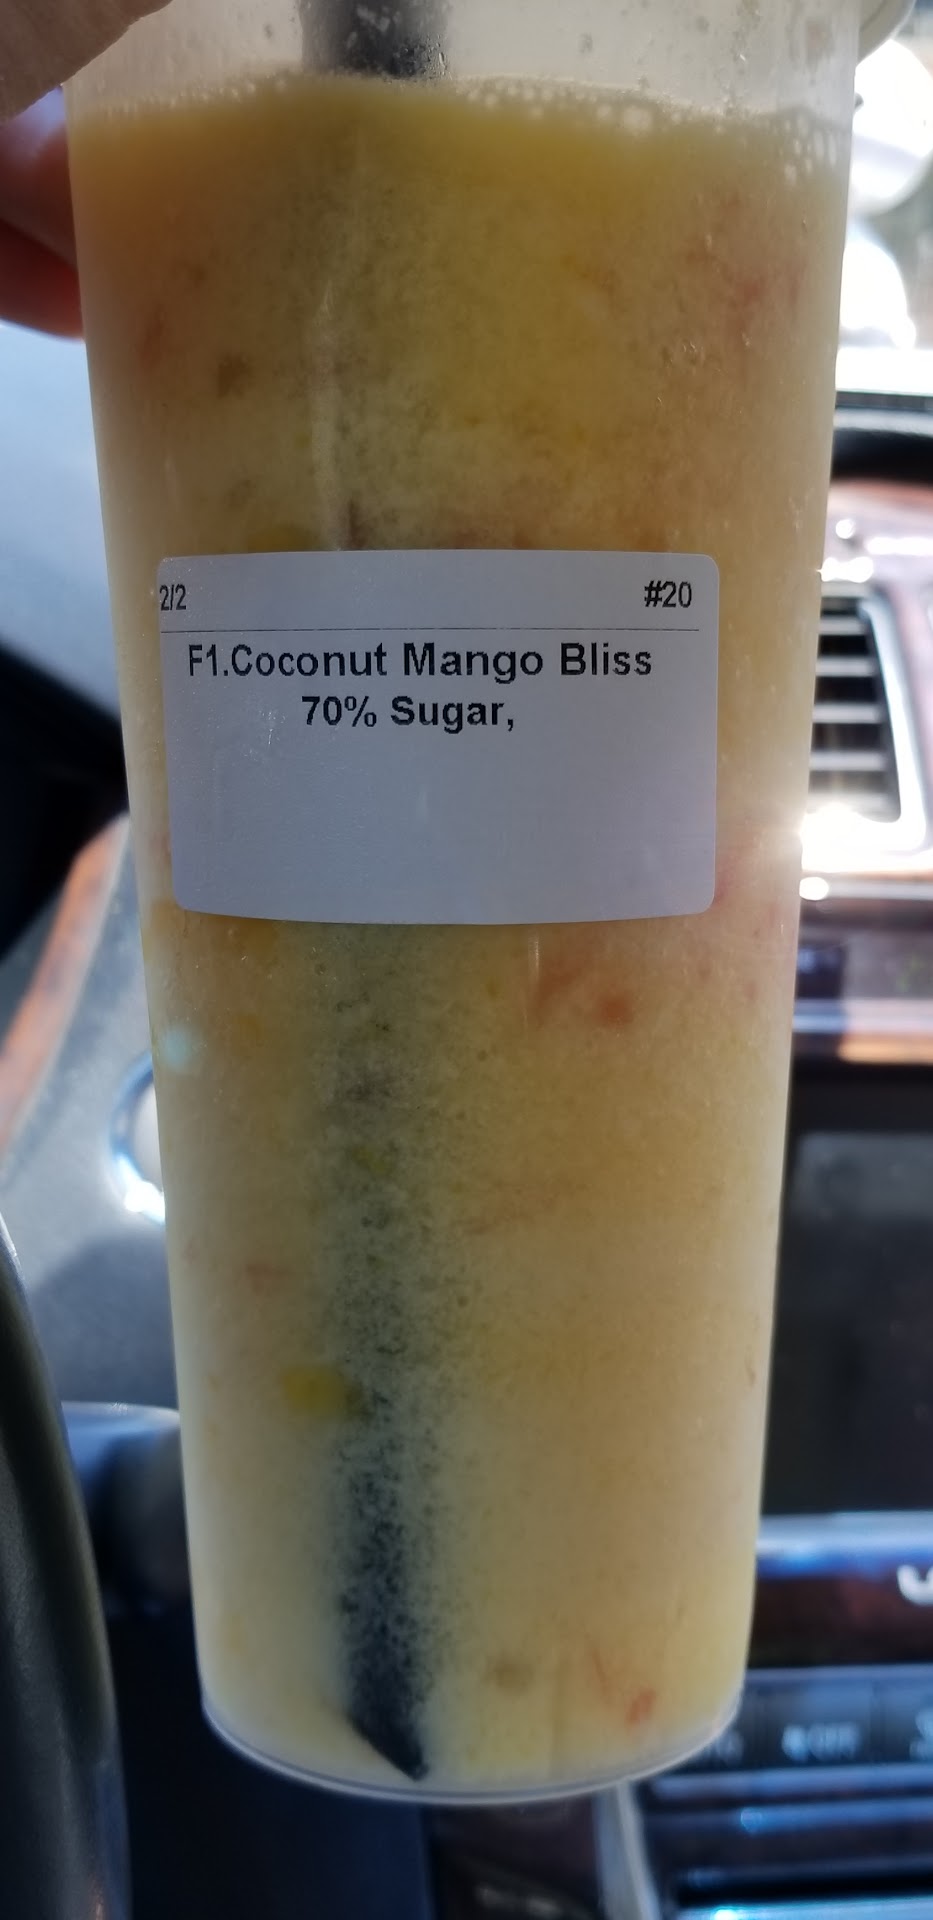 2/2 #20
F1.Coconut Mango Bliss
70% Sugar,